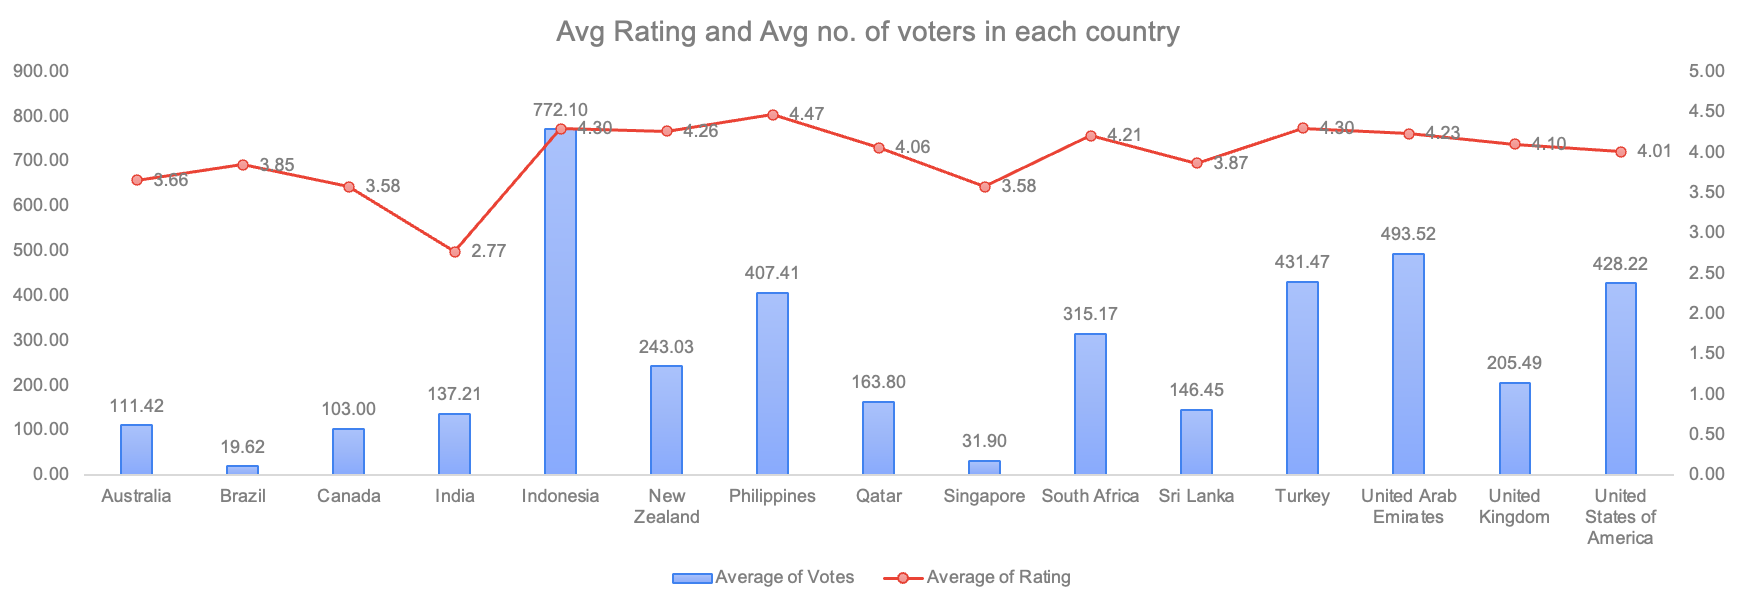 Avg Rating and Avg no. of voters in each country
900.00
800.00
700.00
600.00
500.00
400.00
300.00
200.00
100.00
0.00
5.00
4.50
4.00
3.50
3.00
2.50
2.00
1.50
1.00
0.50
0.00
3.66
3.85
3.58
2.77
4.30
4.26
4.47
4.06
3.58
4.21
3.87
4.30
4.23
4.10
4.01
111.42
19.62
103.00
137.21
772.10
243.03
407.41
163.80
31.90
315.17
146.45
431.47
493.52
205.49
428.22
Australia
Brazil
Canada
India
Indonesia
New
Zealand
Philippines
Qatar
Singapore
South Africa
Sri Lanka
Turkey
United Arab
Emirates
United
Kingdom
United
States of
America
Average of Votes
Average of Rating